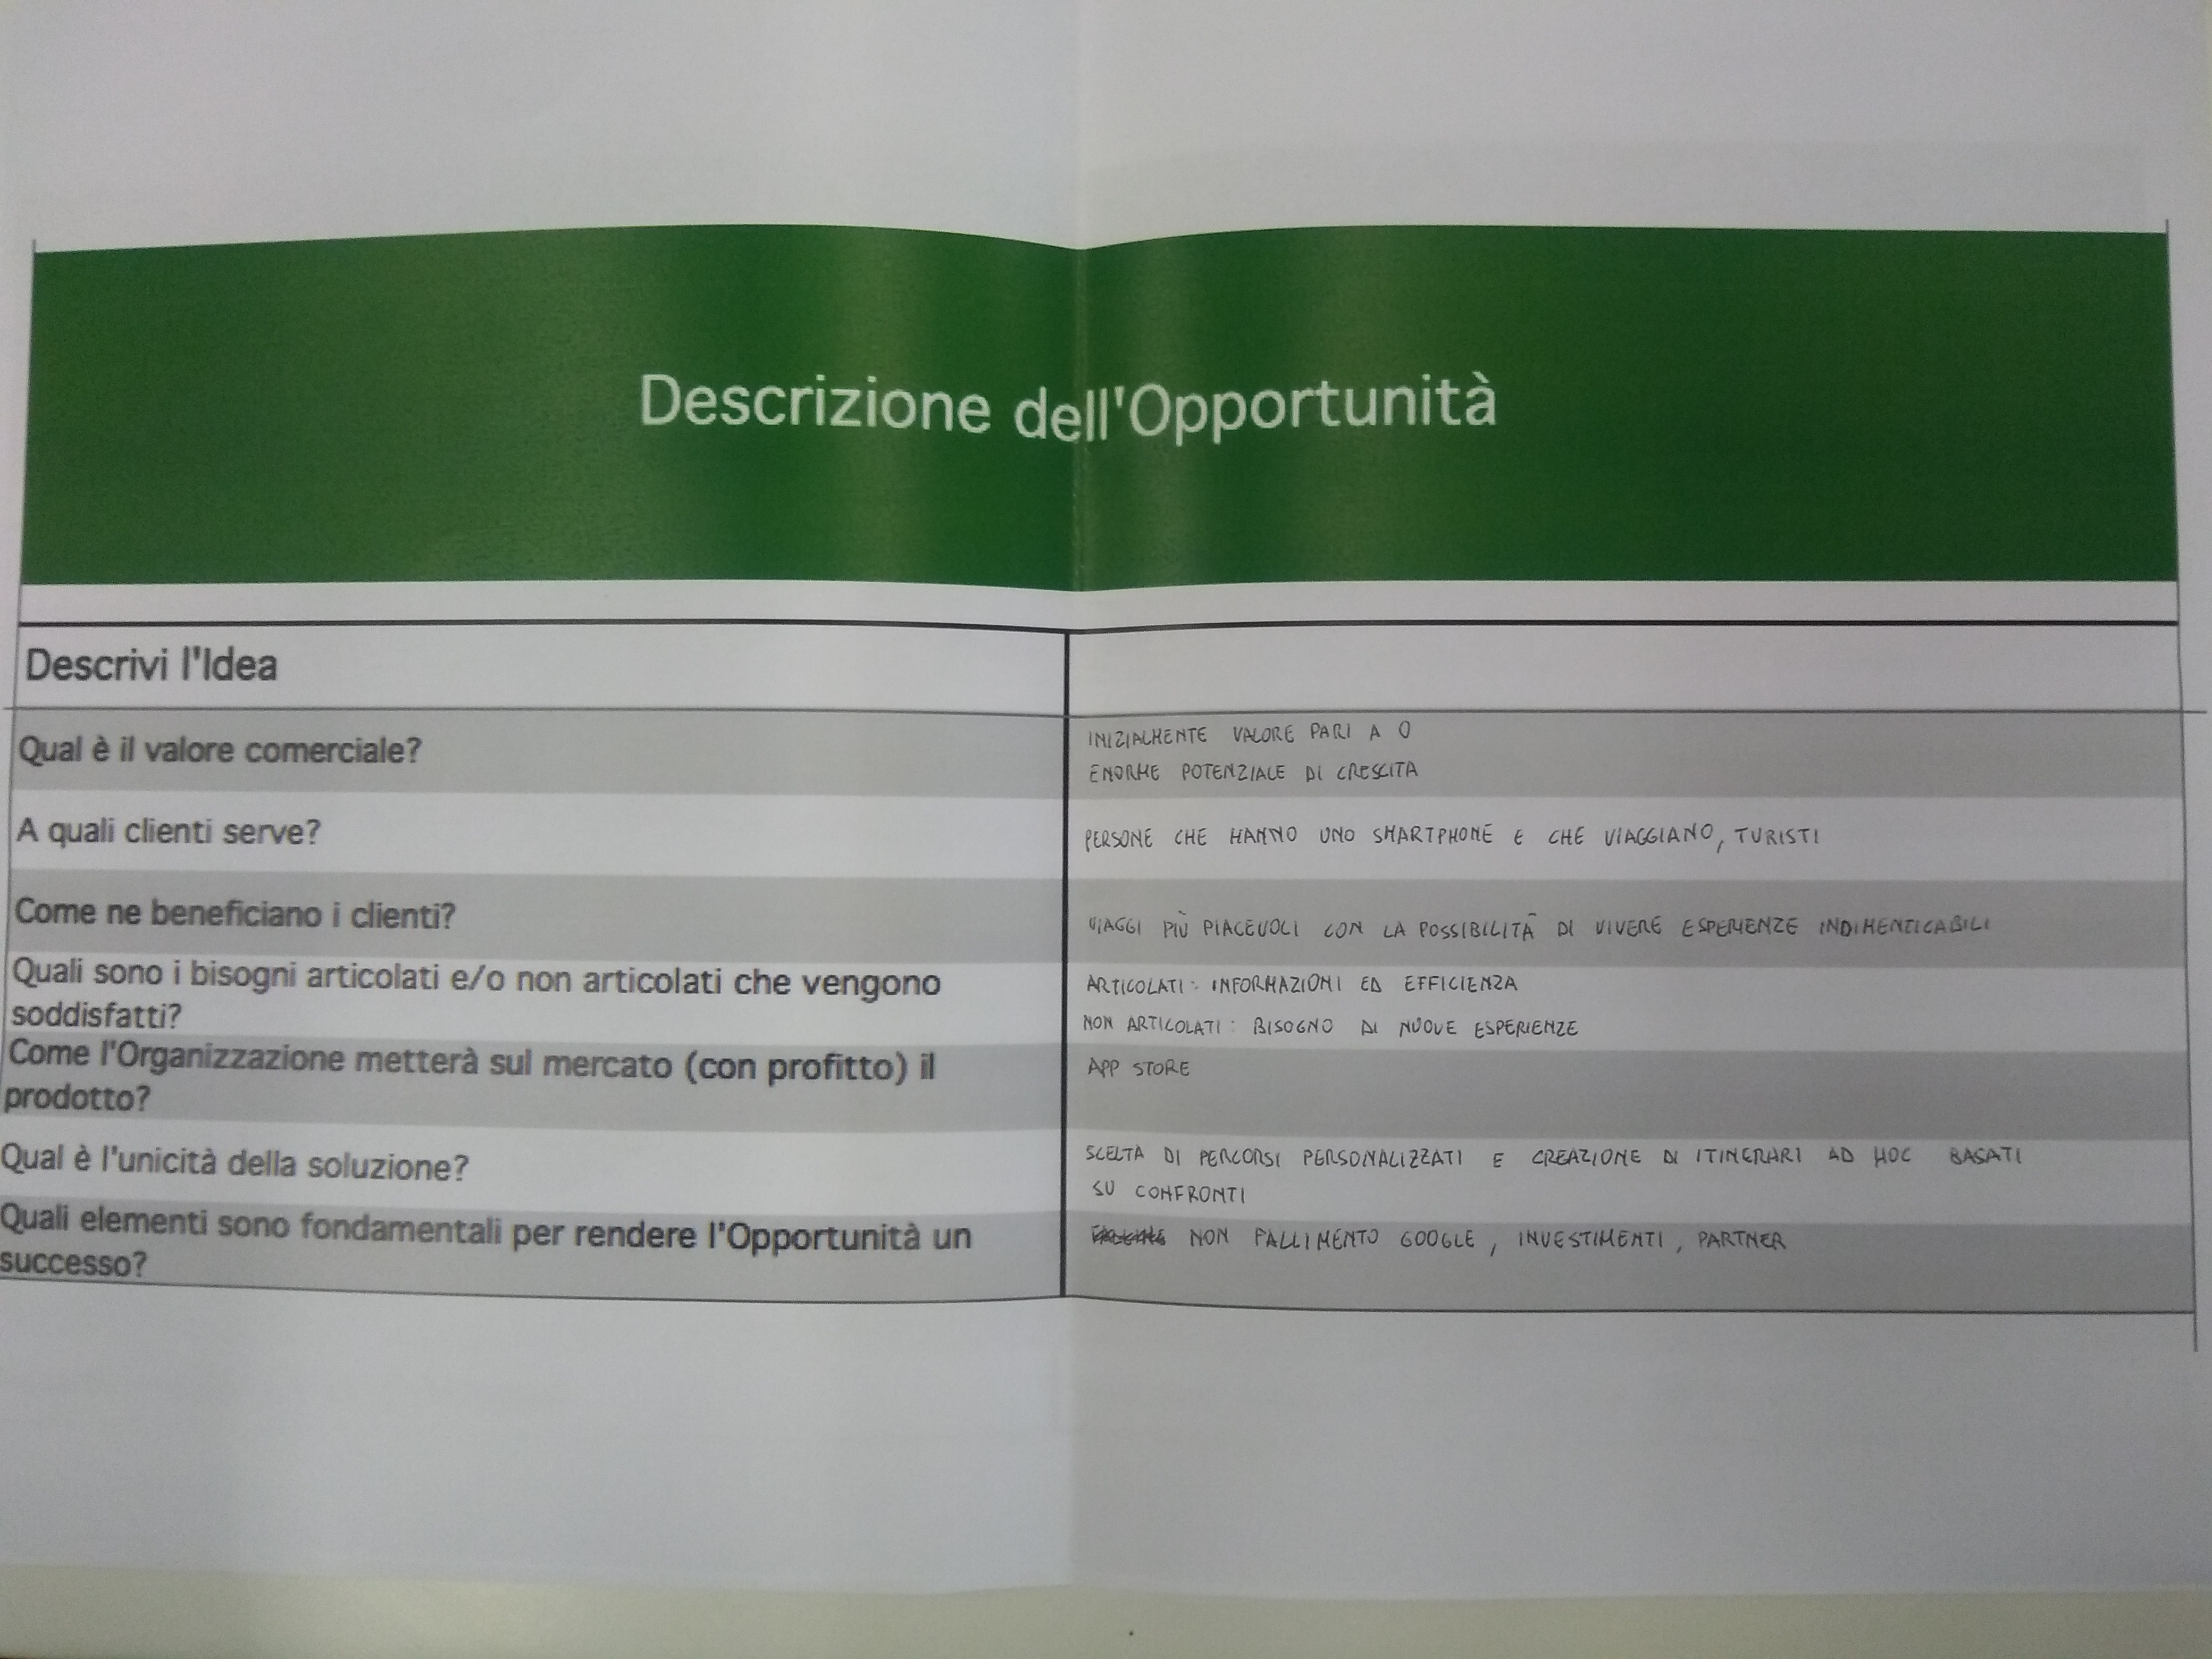 Descrizione dell'Opportunità
Descrivi l'Idea
Qual è il valore comerciale?
INIZIALMENTE VALORE PARI A 0
ENORME POTENZIALE DI CRESCITA
A quali clienti serve?
PERSONE CHE HANNO UNO SMARTPHONE E CHE VIAGGIANO, TURISTI
Come ne beneficiano i clienti?
VIAGGI PIÙ PIACEVOLI CON LA POSSIBILITÀ DI VIVERE ESPERIENZE INDIMENTICABILI
Quali sono i bisogni articolati e/o non articolati che vengono
soddisfatti?
ARTICOLATI: INFORMAZIONI ED EFFICIENZA
NON ARTICOLATI: BISOGNO DI NUOVE ESPERIENZE
Come l'Organizzazione metterà sul mercato (con profitto) il
prodotto?
APP STORE
Qual è l'unicità della soluzione?
SCELTA DI PERCORSI PERSONALIZZATI E CREAZIONE DI ITINERARI AD HOC BASATI
SU CONFRONTI
Quali elementi sono fondamentali per rendere l'Opportunità un
successo?
NON FALLIMENTO GOOGLE, INVESTIMENTI, PARTNER